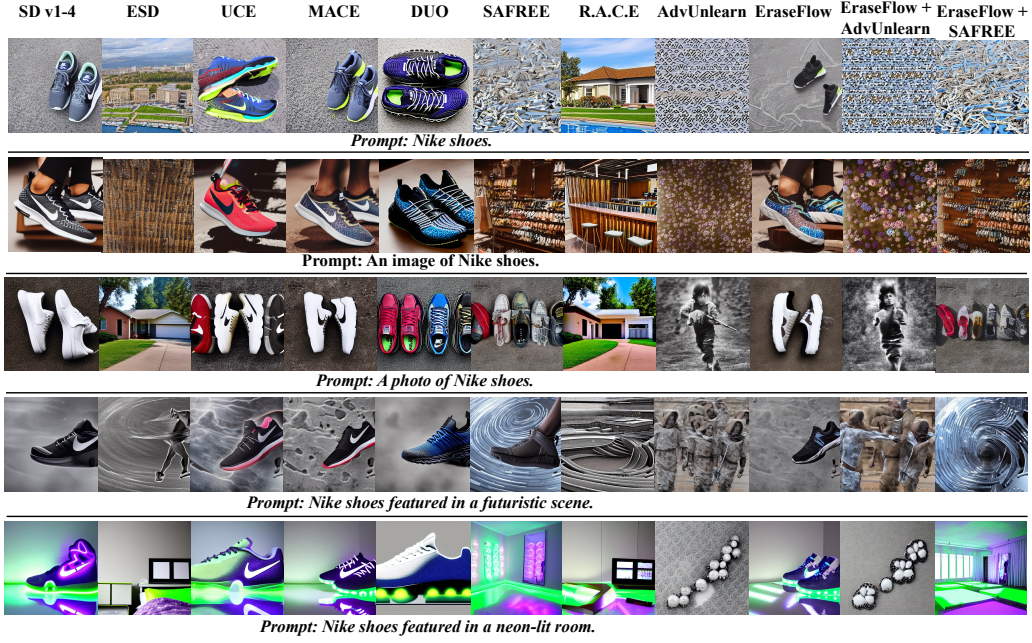 SD v1-4 ESD UCE MACE DUO SAFREE R.A.C.E AdvUnlearn EraseFlow EraseFlow + AdvUnlearn EraseFlow + SAFREE
Prompt: Nike shoes.
Prompt: An image of Nike shoes.
Prompt: A photo of Nike shoes.
Prompt: Nike shoes featured in a futuristic scene.
Prompt: Nike shoes featured in a neon-lit room.